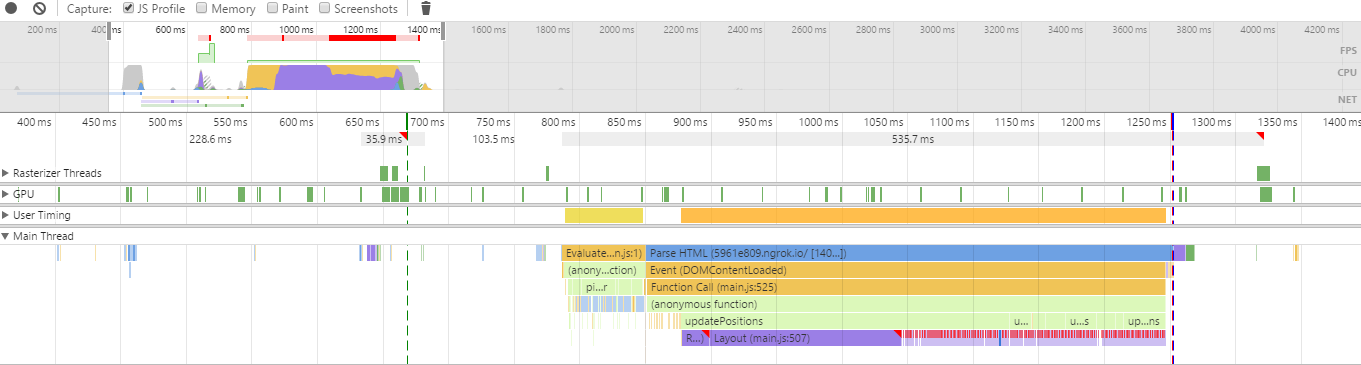 Capture: JS Profile Memory Paint Screenshots
200 ms 400 ms 600 ms 800 ms 1000 ms 1200 ms 1400 ms 1600 ms 1800 ms 2000 ms 2200 ms 2400 ms 2600 ms 2800 ms 3000 ms 3200 ms 3400 ms 3600 ms 3800 ms 4000 ms 4200 ms
FPS
CPU
NET
400 ms 450 ms 500 ms 550 ms 600 ms 650 ms 700 ms 750 ms 800 ms 850 ms 900 ms 950 ms 1000 ms 1050 ms 1100 ms 1150 ms 1200 ms 1250 ms 1300 ms 1350 ms 1400 ms
228.6 ms 35.9 ms 103.5 ms 535.7 ms
Rasterizer Threads
GPU
User Timing
Main Thread
Evaluate...n.js:1) Parse HTML (5961e809.ngrok.io/ [140...])
(anony...ction) Event (DOMContentLoaded)
pi...r Function Call (main.js:525)
(anonymous function)
updatePositions u... u...s up...ns
R...) Layout (main.js:507)